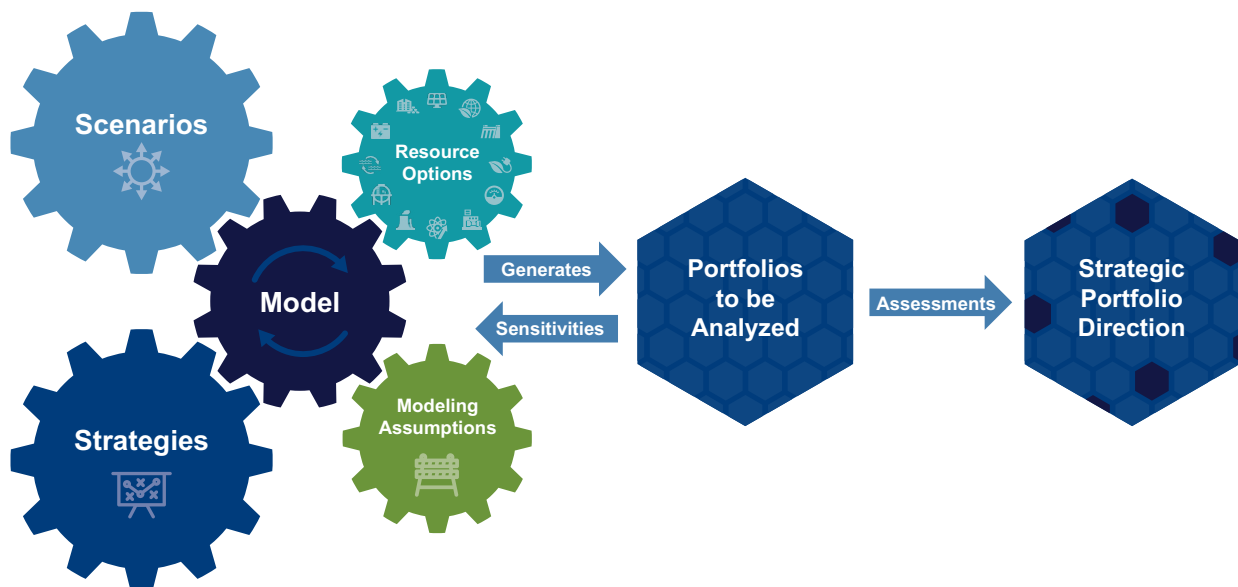 Scenarios
Resource
Options
Model
Generates
Sensitivities
Portfolios
to be
Analyzed
Assessments
Strategic
Portfolio
Direction
Strategies
Modeling
Assumptions